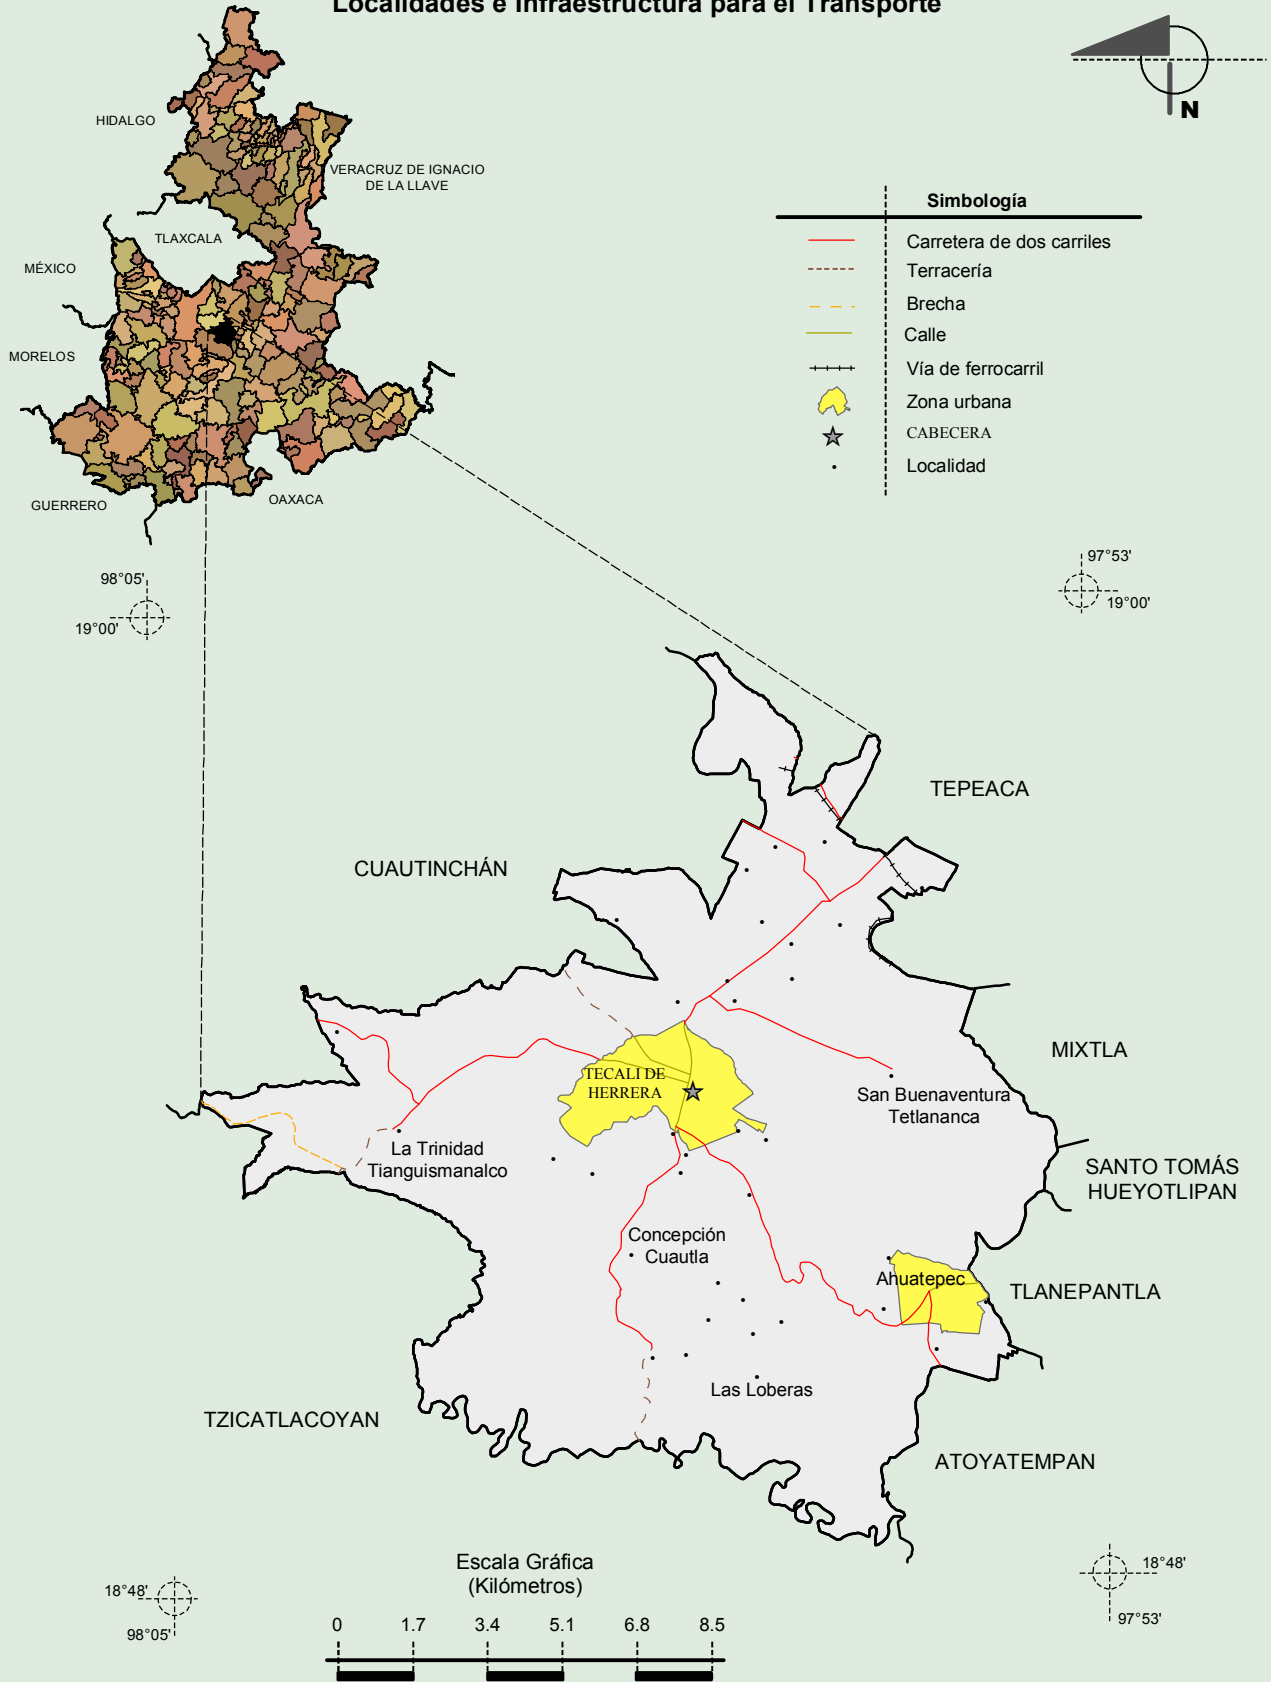 Localidades e Infraestructura para el Transporte
N
HIDALGO
VERACRUZ DE IGNACIO
DE LA LLAVE
TLAXCALA
MÉXICO
MORELOS
GUERRERO
OAXACA
Simbología
Carretera de dos carriles
Terracería
Brecha
Calle
Vía de ferrocarril
Zona urbana
CABECERA
Localidad
98°05'
19°00'
97°53'
19°00'
TEPEACA
CUAUTINCHÁN
MIXTLA
TECALI DE
HERRERA
San Buenaventura
Tetlananca
La Trinidad
Tianguismanalco
SANTO TOMÁS
HUEYOTLIPAN
Concepción
Cuautla
Ahuatepec
TLANEPANTLA
Las Loberas
TZICATLACOYAN
ATOYATEMPAN
Escala Gráfica
(Kilómetros)
0 1.7 3.4 5.1 6.8 8.5
18°48'
98°05'
18°48'
97°53'